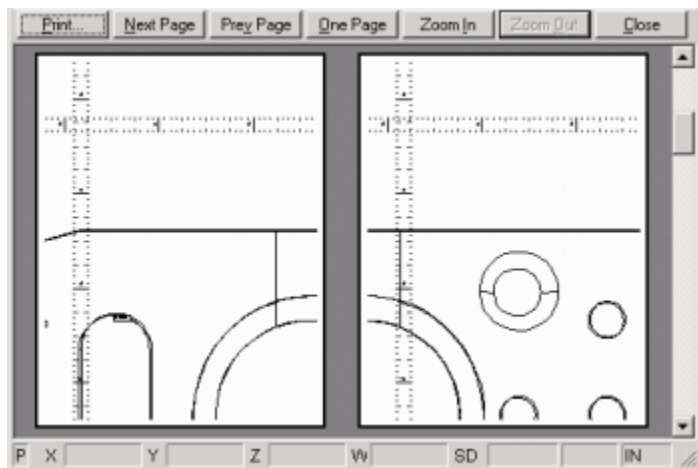 Print... Next Page Prev Page One Page Zoom In Zoom Out Close
P X Y Z W SD IN